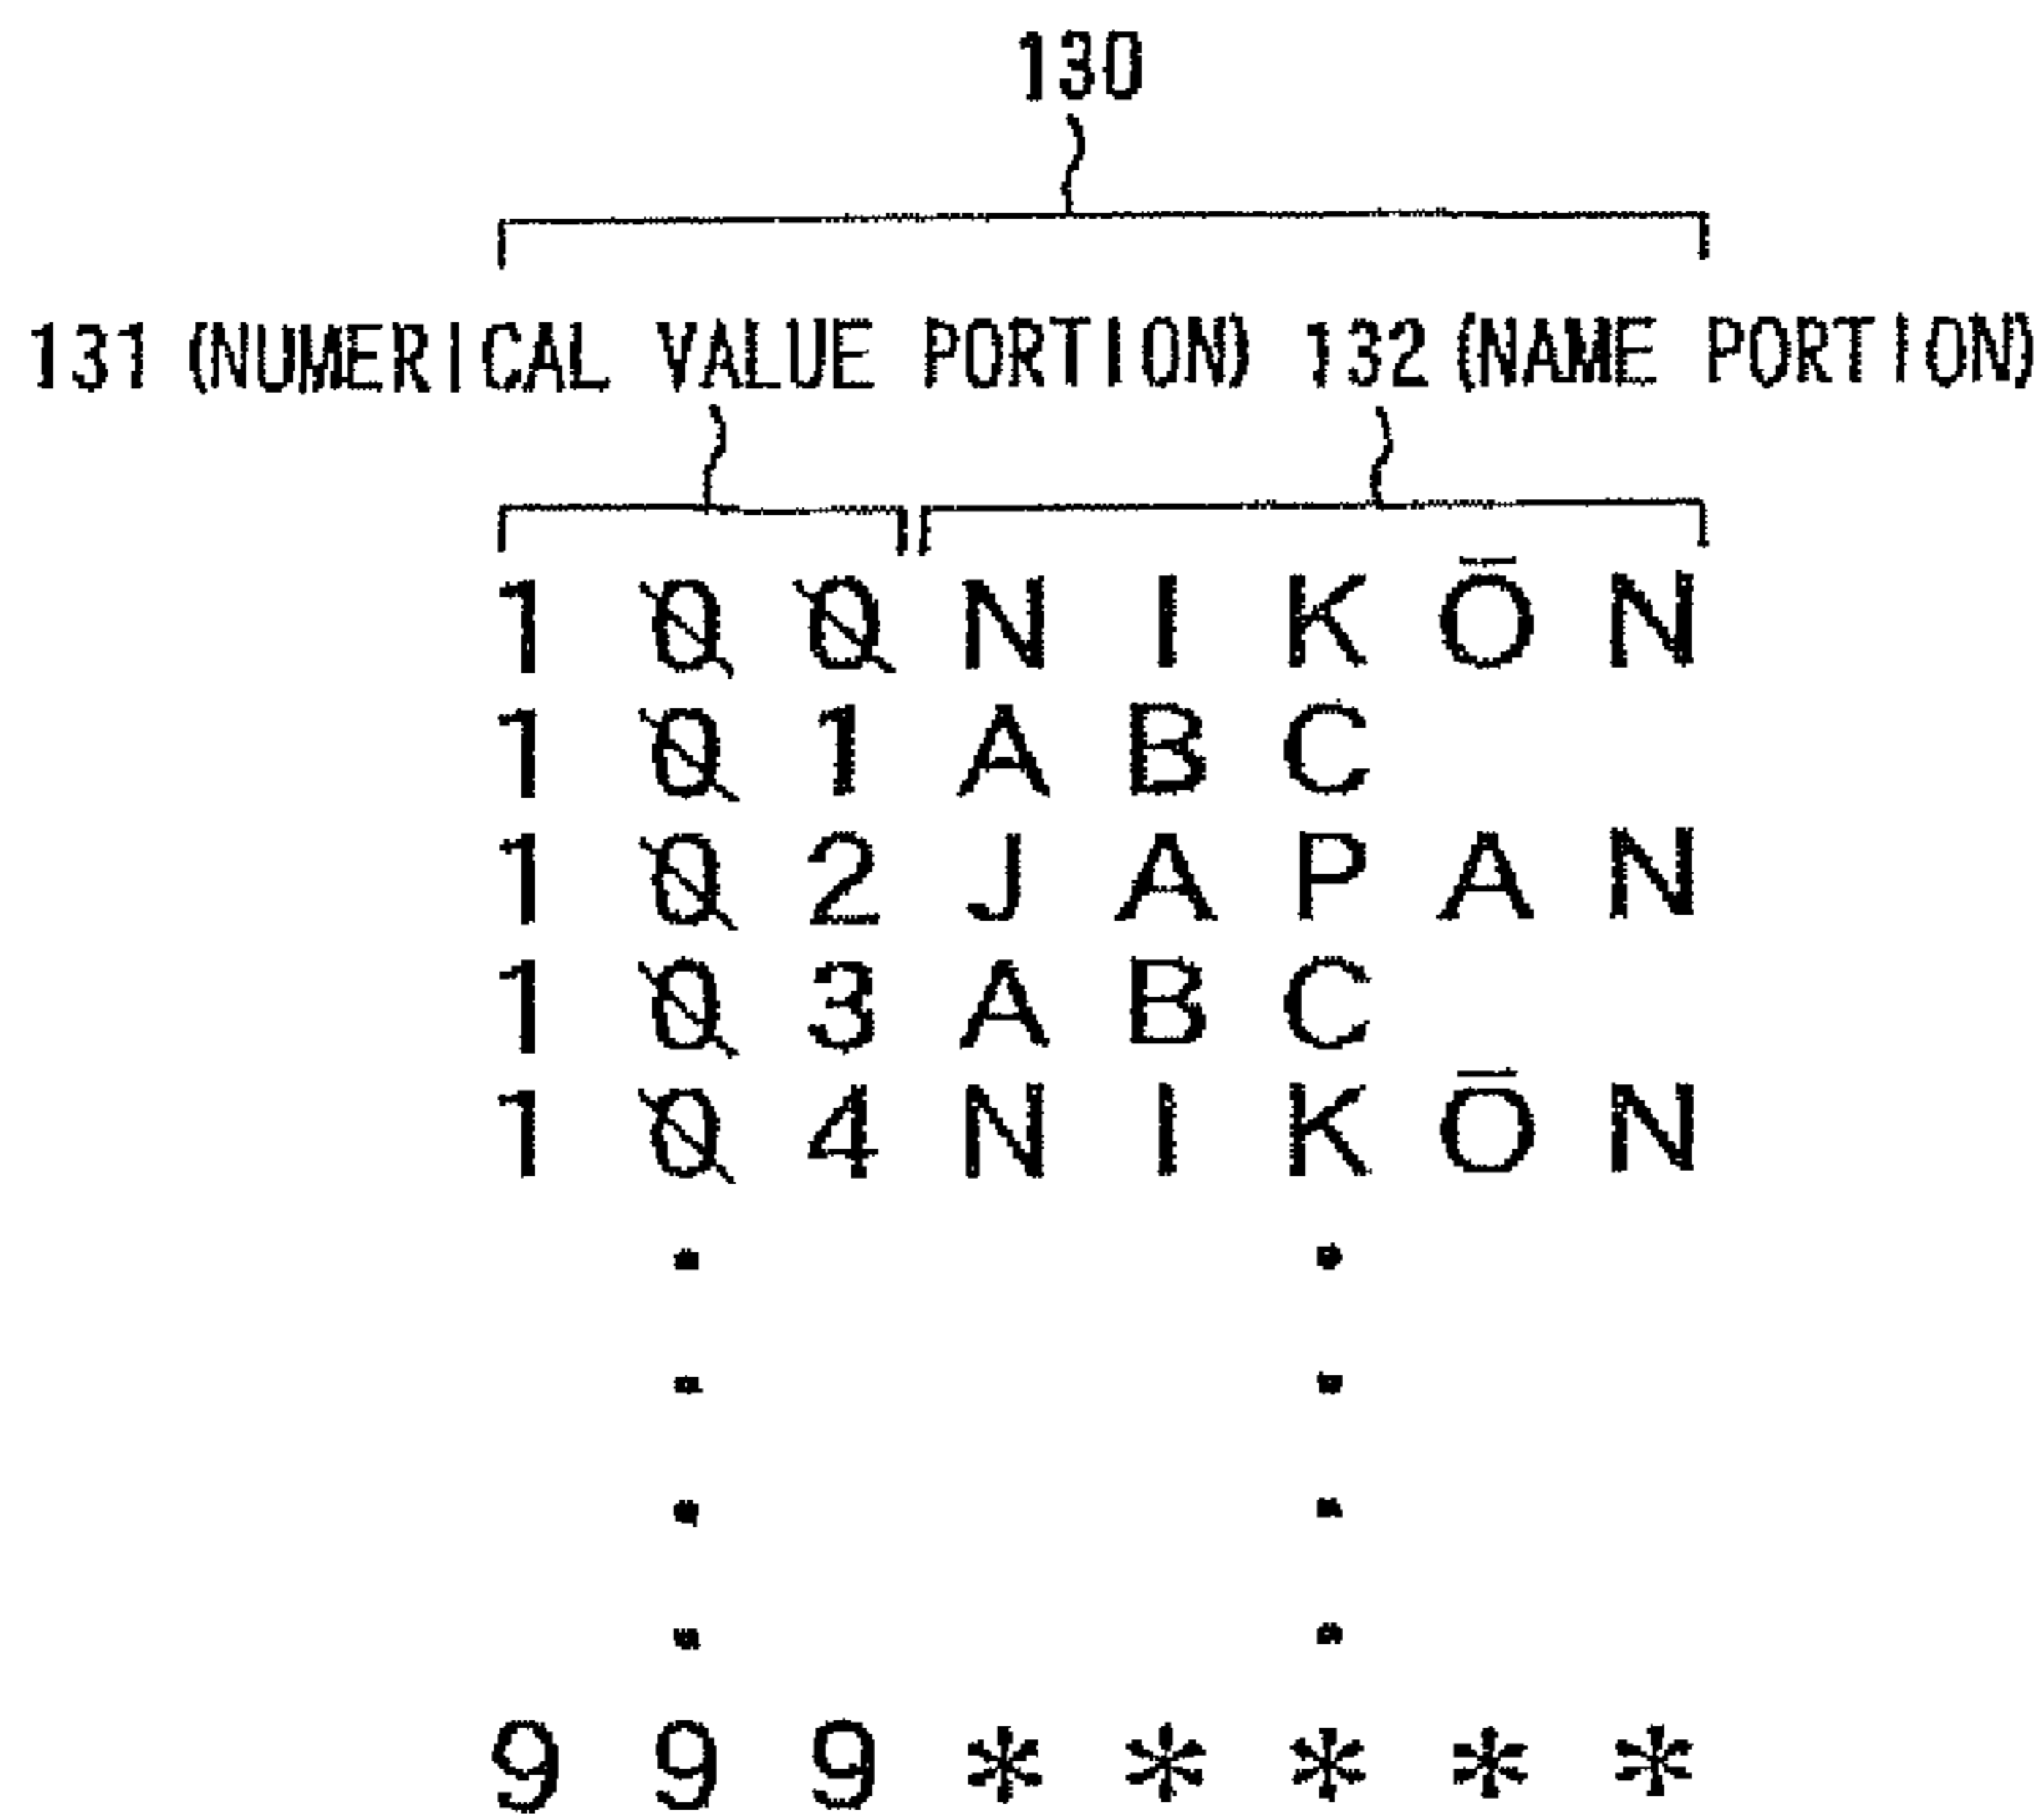 130
131 (NUMERICAL VALUE PORTION) 132 (NAME PORTION)
1 0̸ 0̸ N I K Ō N
1 0̸ 1 A B C
1 0̸ 2 J A P A N
1 0̸ 3 A B C
1 0̸ 4 N I K Ō N
9 9 9 * * * * *